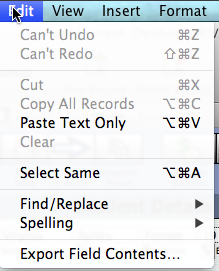 Edit View Insert Format
Can't Undo ⌘Z
Can't Redo ⇧⌘Z
Cut ⌘X
Copy All Records ⌥⌘C
Paste Text Only ⌥⌘V
Clear
Select Same ⌥⌘A
Find/Replace ▶
Spelling ▶
Export Field Contents...